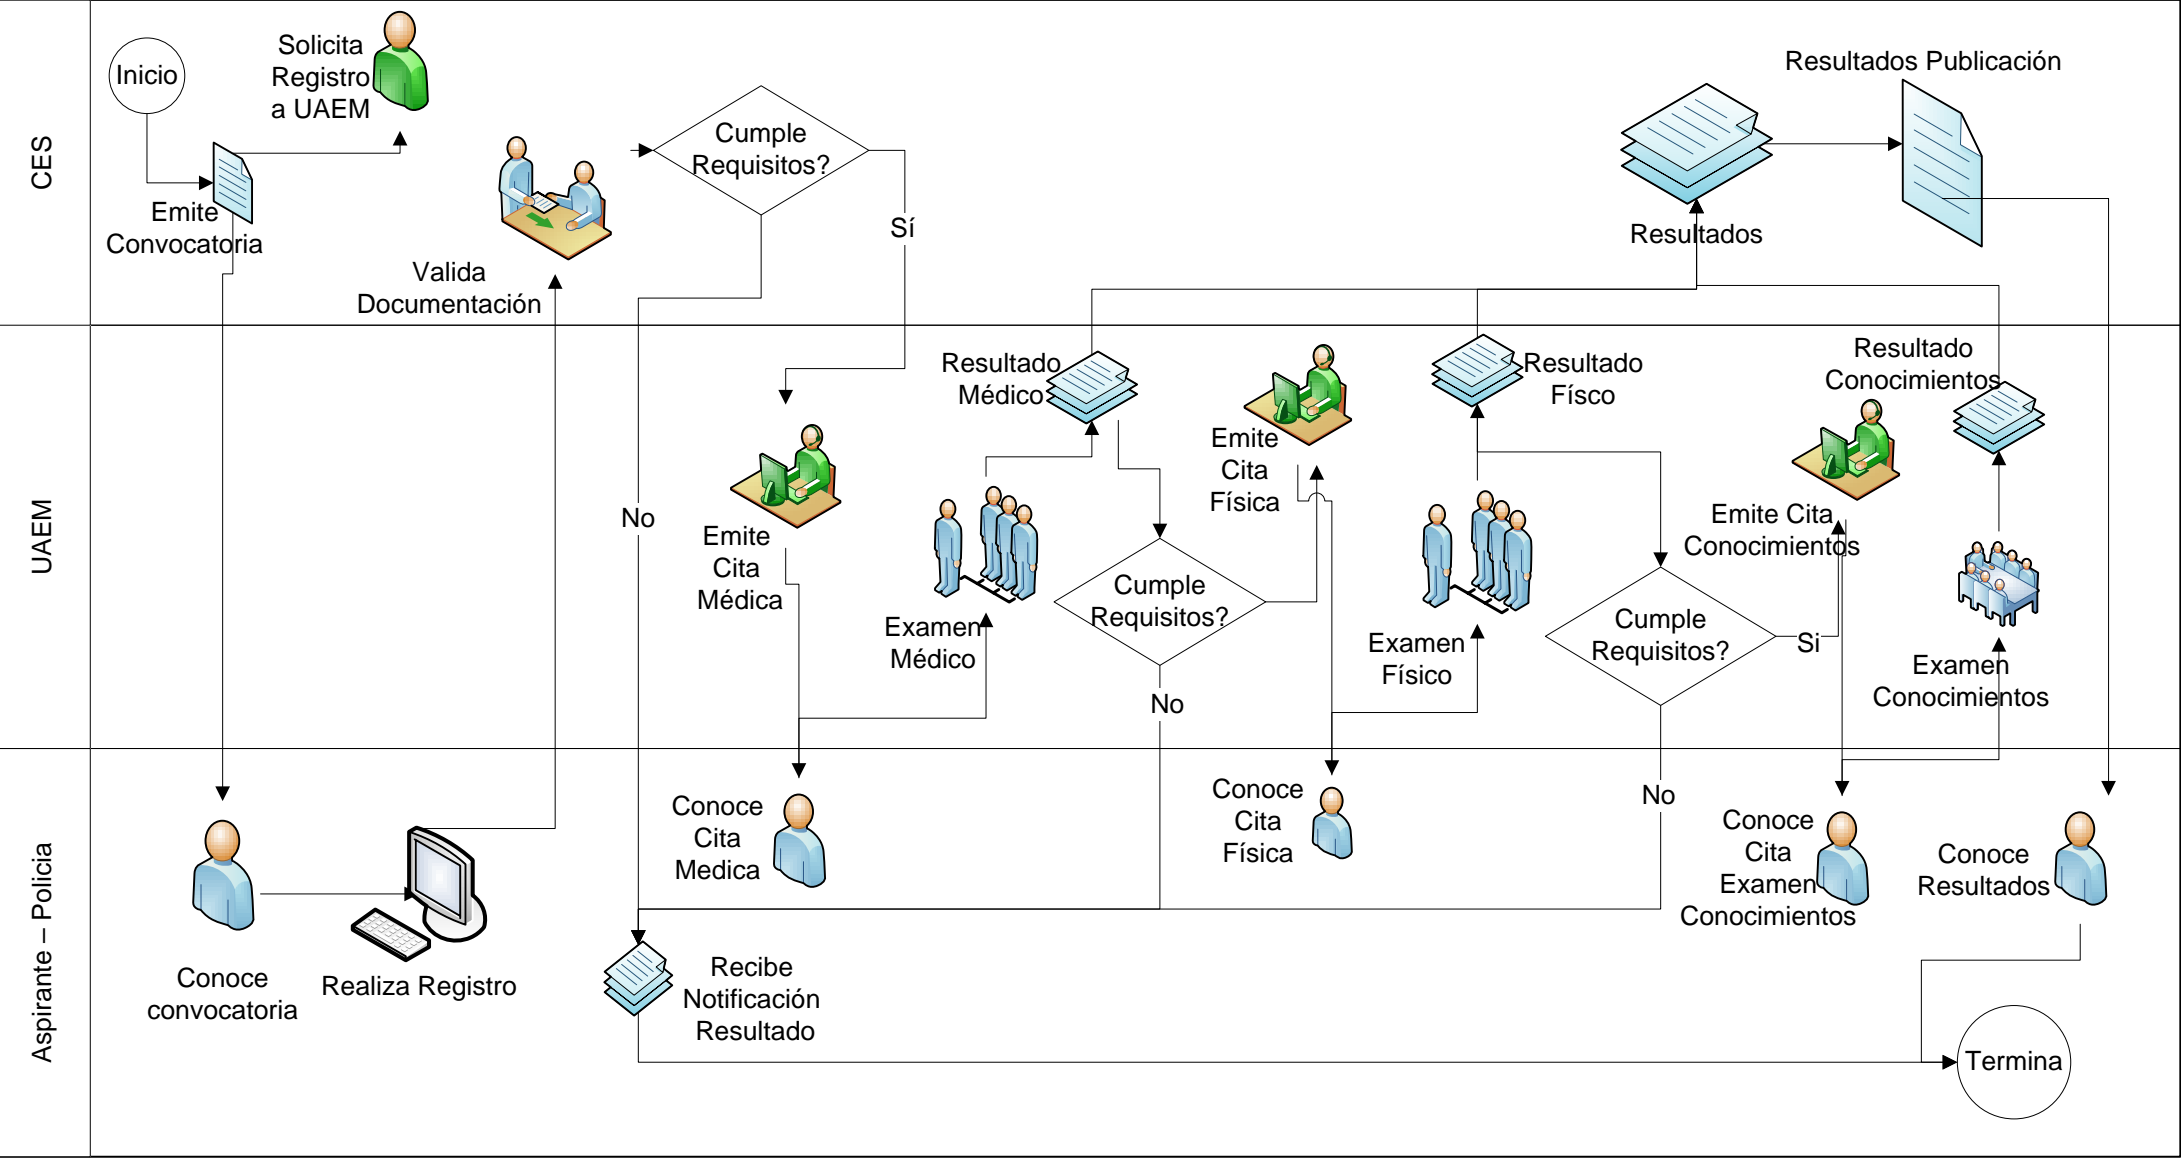 CES
Inicio
Solicita
Registro
a UAEM
Emite
Convocatoria
Valida
Documentación
Cumple
Requisitos?
Sí
Resultados
Resultados Publicación
UAEM
No
Emite
Cita
Médica
Examen
Médico
Resultado
Médico
Cumple
Requisitos?
No
Emite
Cita
Física
Examen
Físico
Resultado
Físco
Cumple
Requisitos?
Si
No
Emite Cita
Conocimientos
Resultado
Conocimientos
Examen
Conocimientos
Aspirante – Policia
Conoce
convocatoria
Realiza Registro
Conoce
Cita
Medica
Recibe
Notificación
Resultado
Conoce
Cita
Física
Conoce
Cita
Examen
Conocimientos
Conoce
Resultados
Termina